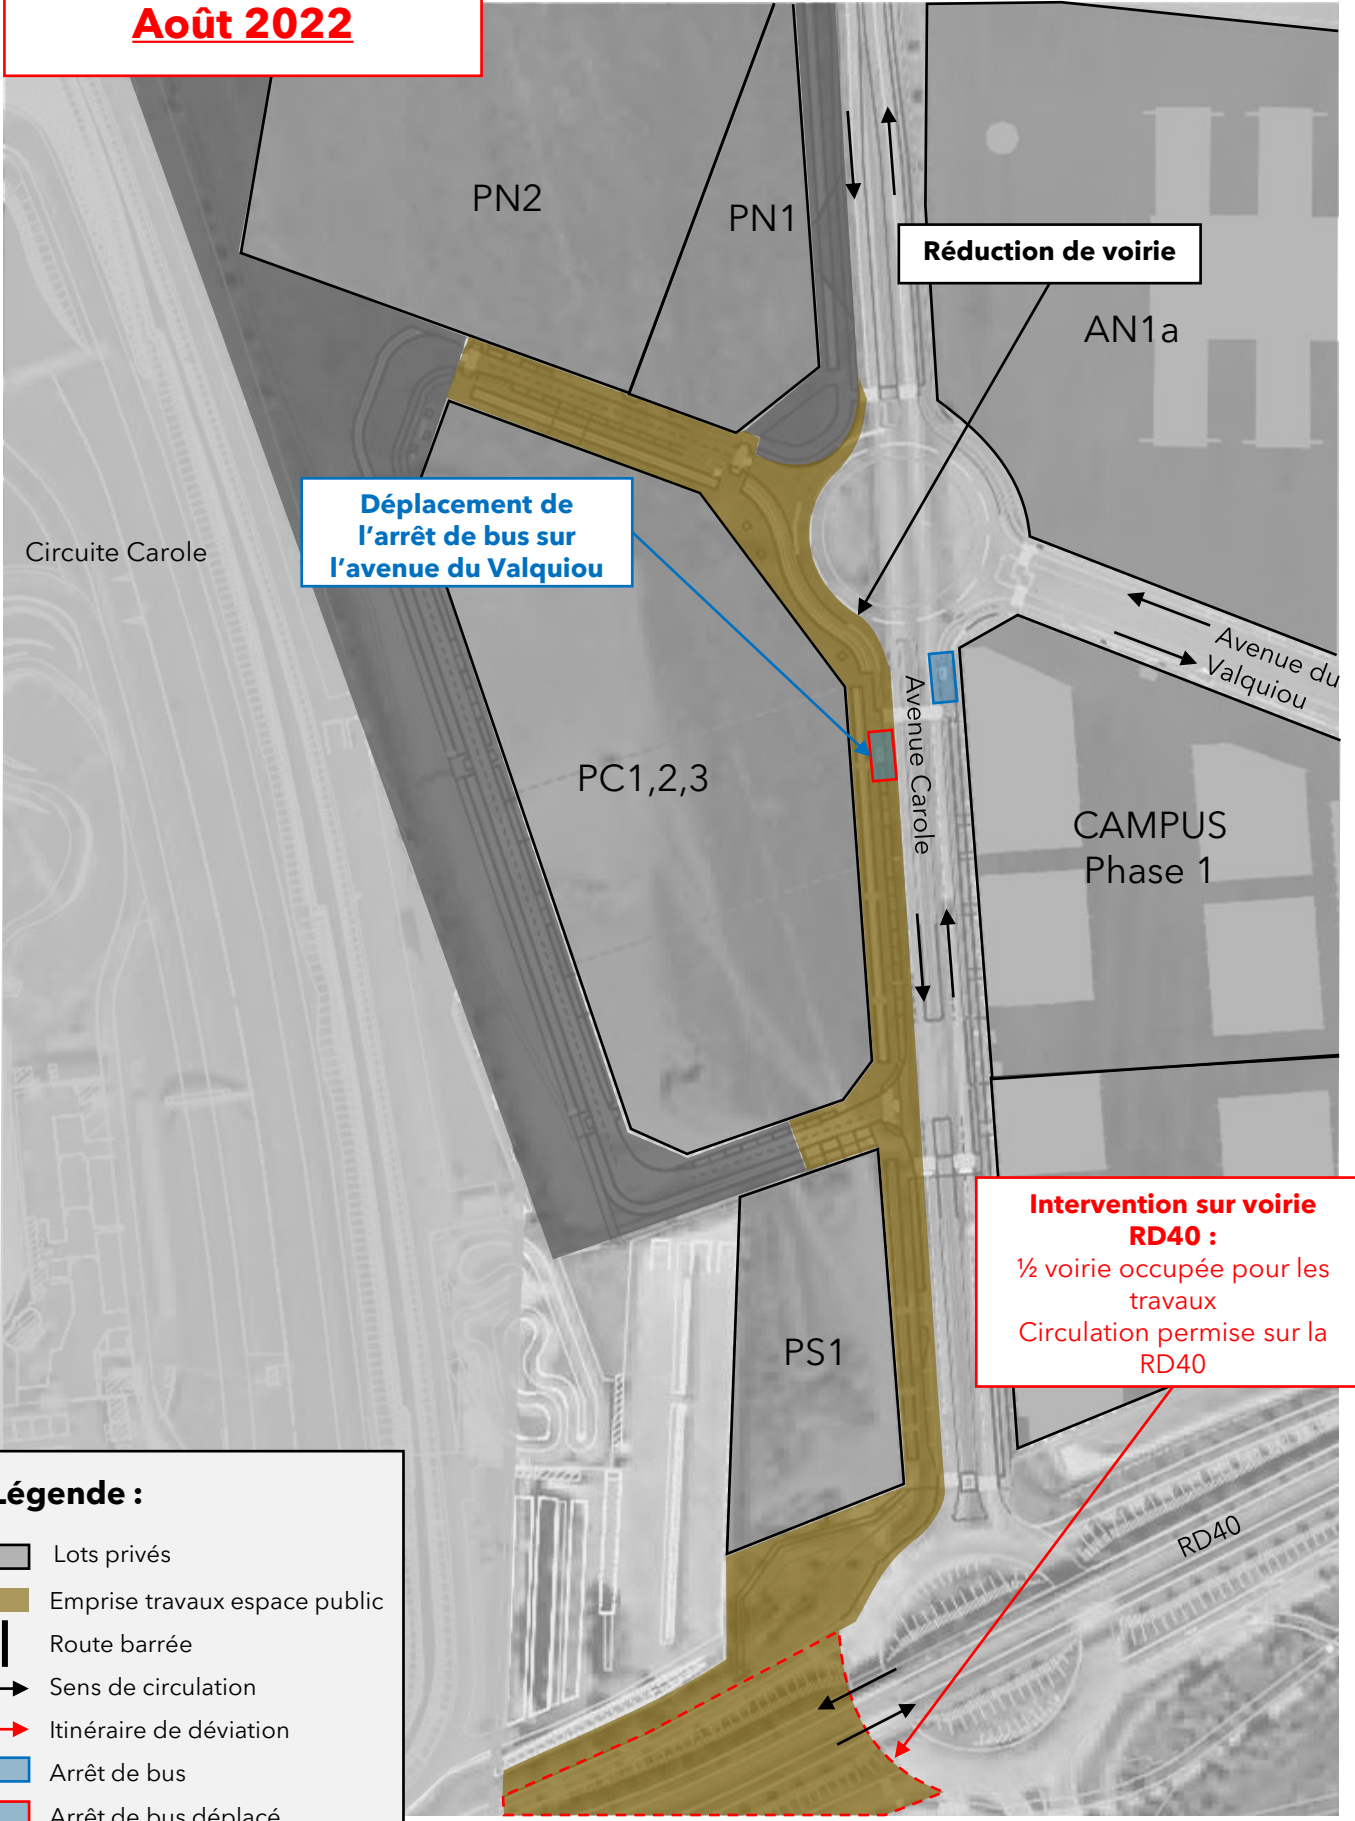 Août 2022
PN2
PN1
Réduction de voirie
AN1a
Déplacement de
l'arrêt de bus sur
l'avenue du Valquiou
Circuite Carole
Avenue du
Valquiou
Avenue Carole
PC1,2,3
CAMPUS
Phase 1
Intervention sur voirie
RD40 :
½ voirie occupée pour les
travaux
Circulation permise sur la
RD40
PS1
RD40
Légende :
Lots privés
Emprise travaux espace public
Route barrée
Sens de circulation
Itinéraire de déviation
Arrêt de bus
Arrêt de bus déplacé